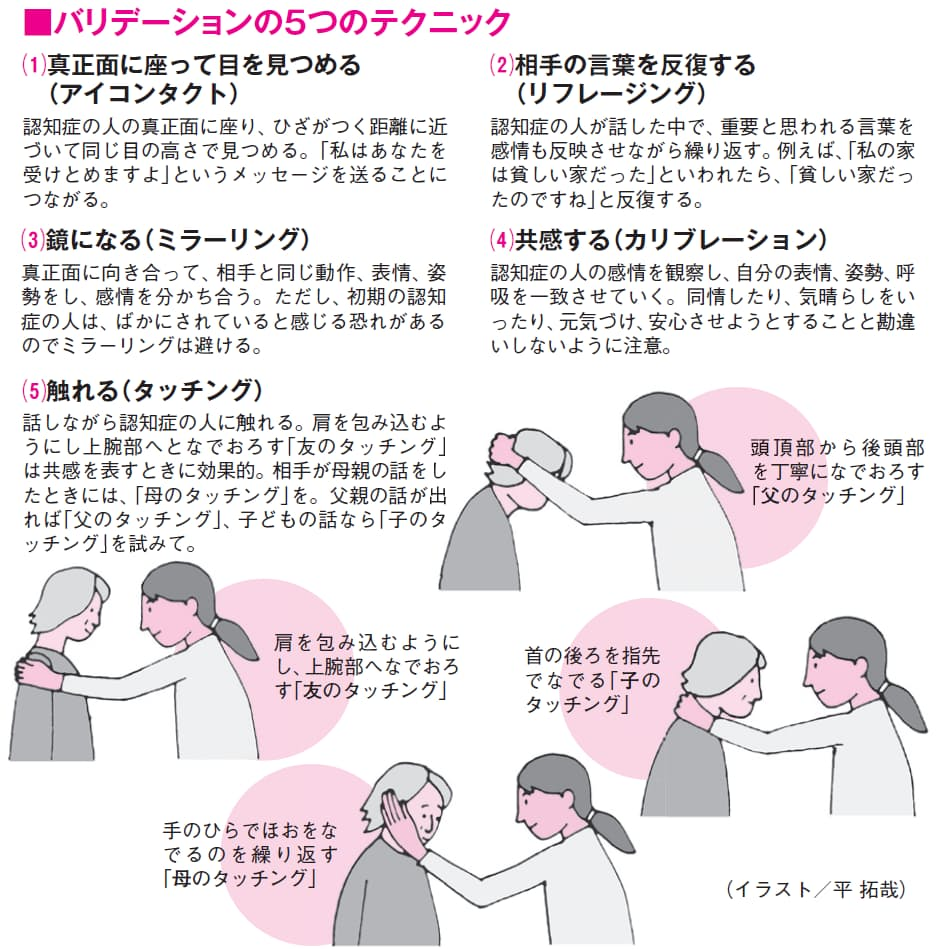 ■バリデーションの5つのテクニック
(1)真正面に座って目を見つめる
(アイコンタクト)
認知症の人の真正面に座り、ひざがつく距離に近
づいて同じ目の高さで見つめる。「私はあなたを
受けとめますよ」というメッセージを送ることに
つながる。
(2)相手の言葉を反復する
(リフレージング)
認知症の人が話した中で、重要と思われる言葉を
感情も反映させながら繰り返す。例えば、「私の家
は貧しい家だった」といわれたら、「貧しい家だっ
たのですね」と反復する。
(3)鏡になる(ミラーリング)
真正面に向き合って、相手と同じ動作、表情、姿
勢をし、感情を分かち合う。ただし、初期の認知
症の人は、ばかにされていると感じる恐れがある
のでミラーリングは避ける。
(4)共感する(カリブレーション)
認知症の人の感情を観察し、自分の表情、姿勢、呼
吸を一致させていく。同情したり、気晴らしをい
ったり、元気づけ、安心させようとすることと勘違
いしないように注意。
(5)触れる(タッチング)
話しながら認知症の人に触れる。肩を包み込むよ
うにし上腕部へとなでおろす「友のタッチング」
は共感を表すときに効果的。相手が母親の話をし
たときには、「母のタッチング」を。父親の話が出
れば「父のタッチング」、子どもの話なら「子のタ
ッチング」を試みて。
頭頂部から後頭部
を丁寧になでおろす
「父のタッチング」
肩を包み込むように
し、上腕部へなでおろ
す「友のタッチング」
首の後ろを指先
でなでる「子の
タッチング」
手のひらでほおをな
でるのを繰り返す
「母のタッチング」
(イラスト/平 拓哉)